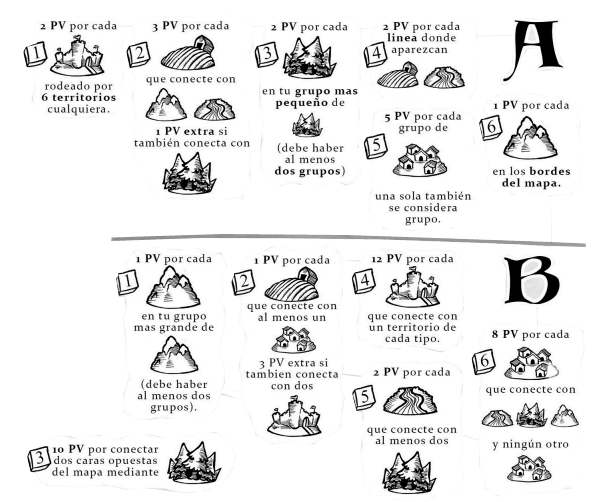 A
1
2 PV por cada
rodeado por
6 territorios
cualquiera.
2
3 PV por cada
que conecte con
1 PV extra si
también conecta con
3
2 PV por cada
en tu grupo mas
pequeño de
(debe haber
al menos
dos grupos)
4
2 PV por cada
linea donde
aparezcan
5
5 PV por cada
grupo de
una sola también
se considera
grupo.
6
1 PV por cada
en los bordes
del mapa.
B
1
1 PV por cada
en tu grupo
mas grande de
(debe haber
al menos dos
grupos).
2
1 PV por cada
que conecte con
al menos un
3 PV extra si
tambien conecta
con dos
3
10 PV por conectar
dos caras opuestas
del mapa mediante
4
12 PV por cada
que conecte con
un territorio de
cada tipo.
5
2 PV por cada
que conecte con
al menos dos
6
8 PV por cada
que conecte con
y ningún otro